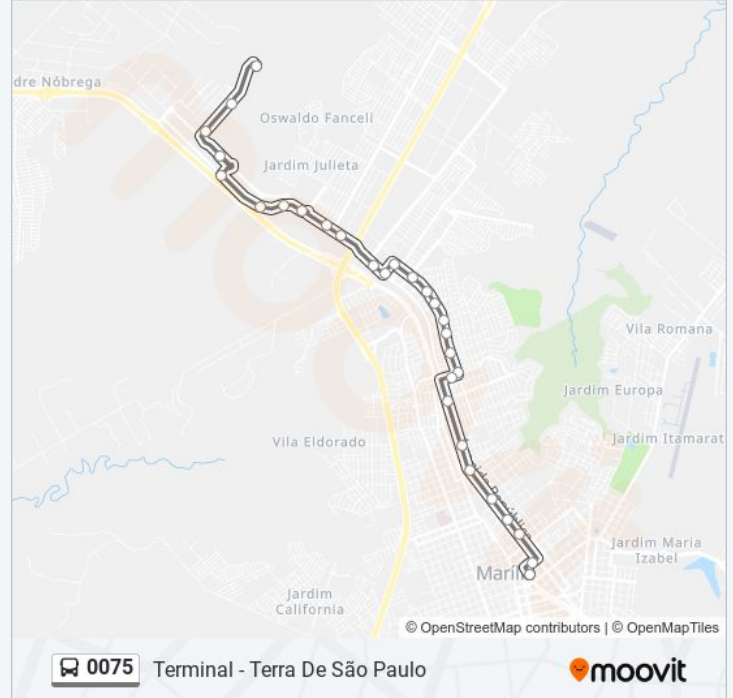 dre Nóbrega
Oswaldo Fanceli
Jardim Julieta
Vila Romana
Jardim Europa
Vila Eldorado
Jardim Itamarat
Jardim Maria
Izabel
Maríli
Jardim
California
© OpenStreetMap contributors | © OpenMapTiles
0075 Terminal - Terra De São Paulo
moovit